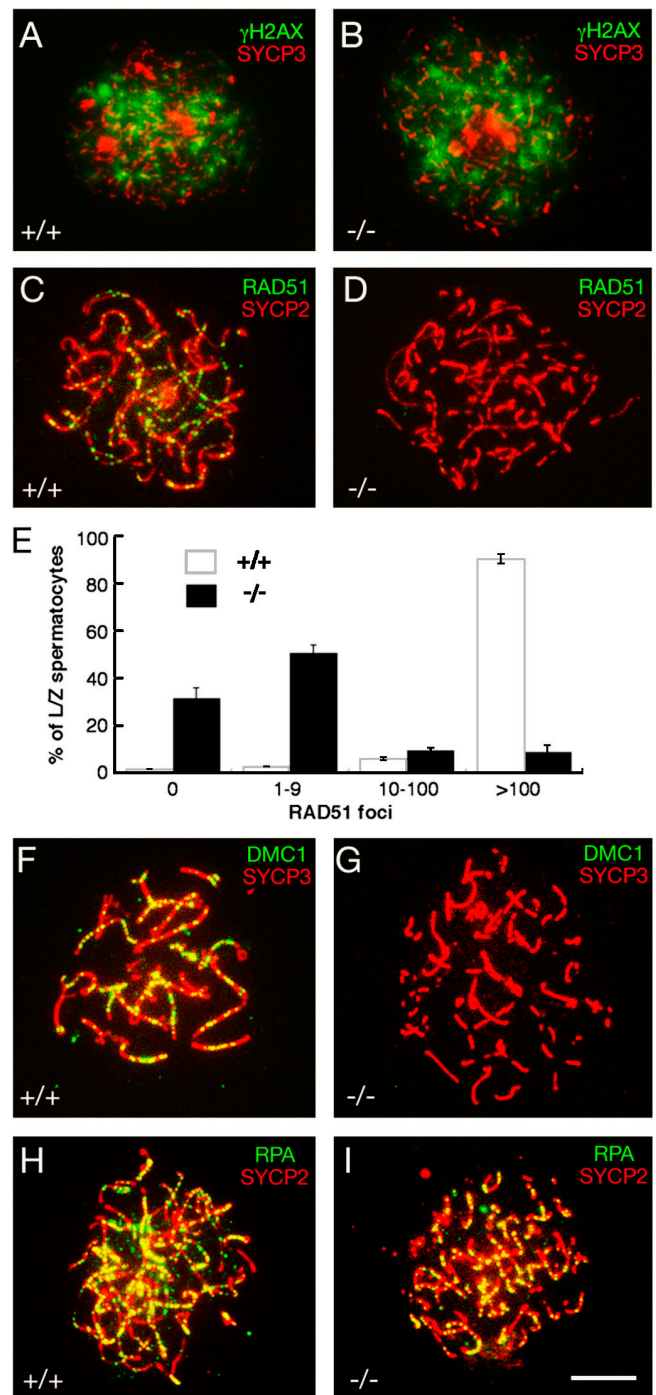 A
γH2AX
SYCP3
+/+
B
γH2AX
SYCP3
-/-
C
RAD51
SYCP2
+/+
D
RAD51
SYCP2
-/-
E
% of L/Z spermatocytes
100
80
60
40
20
0
+/+
-/-
0
1-9
10-100
>100
RAD51 foci
F
DMC1
SYCP3
+/+
G
DMC1
SYCP3
-/-
H
RPA
SYCP2
+/+
I
RPA
SYCP2
-/-